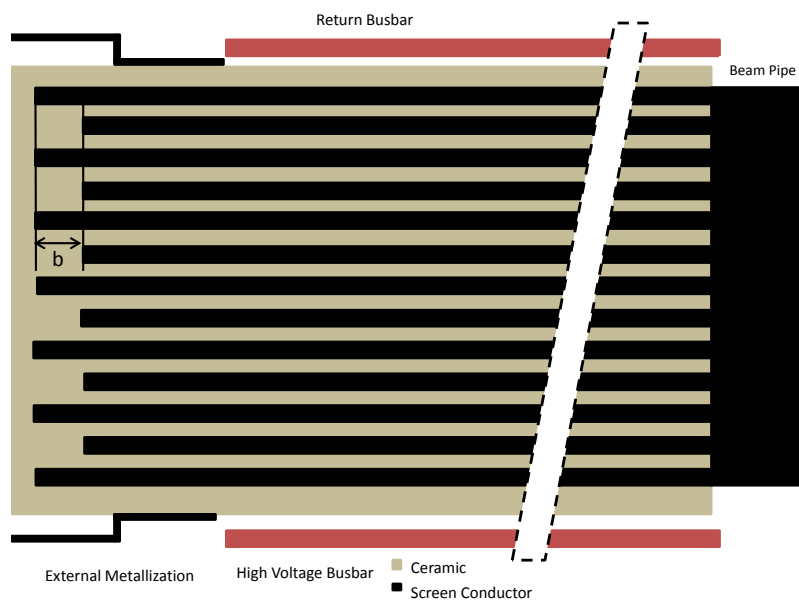 Return Busbar
Beam Pipe
b
External Metallization
High Voltage Busbar
Ceramic
Screen Conductor